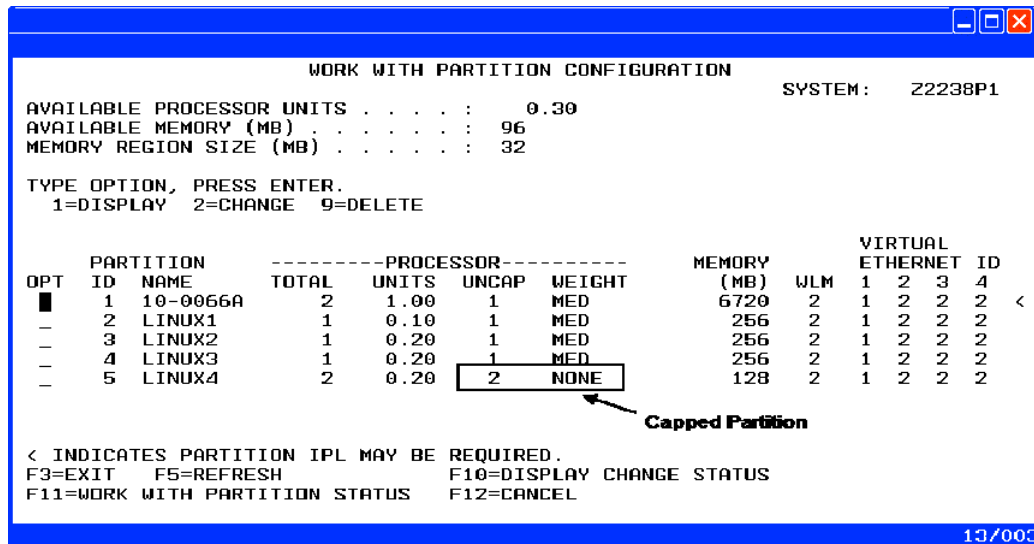 WORK WITH PARTITION CONFIGURATION
SYSTEM: Z2238P1
AVAILABLE PROCESSOR UNITS . . . . : 0.30
AVAILABLE MEMORY (MB) . . . . . . : 96
MEMORY REGION SIZE (MB) . . . . . : 32
TYPE OPTION, PRESS ENTER.
1=DISPLAY 2=CHANGE 9=DELETE
VIRTUAL
PARTITION ---------PROCESSOR---------- MEMORY ETHERNET ID
OPT ID NAME TOTAL UNITS UNCAP WEIGHT (MB) WLM 1 2 3 4
1 10-0066A 2 1.00 1 MED 6720 2 1 2 2 2 <
_ 2 LINUX1 1 0.10 1 MED 256 2 1 2 2 2
_ 3 LINUX2 1 0.20 1 MED 256 2 1 2 2 2
_ 4 LINUX3 1 0.20 1 MED 256 2 1 2 2 2
_ 5 LINUX4 2 0.20 2 NONE 128 2 1 2 2 2
Capped Partition
< INDICATES PARTITION IPL MAY BE REQUIRED.
F3=EXIT F5=REFRESH F10=DISPLAY CHANGE STATUS
F11=WORK WITH PARTITION STATUS F12=CANCEL
13/003